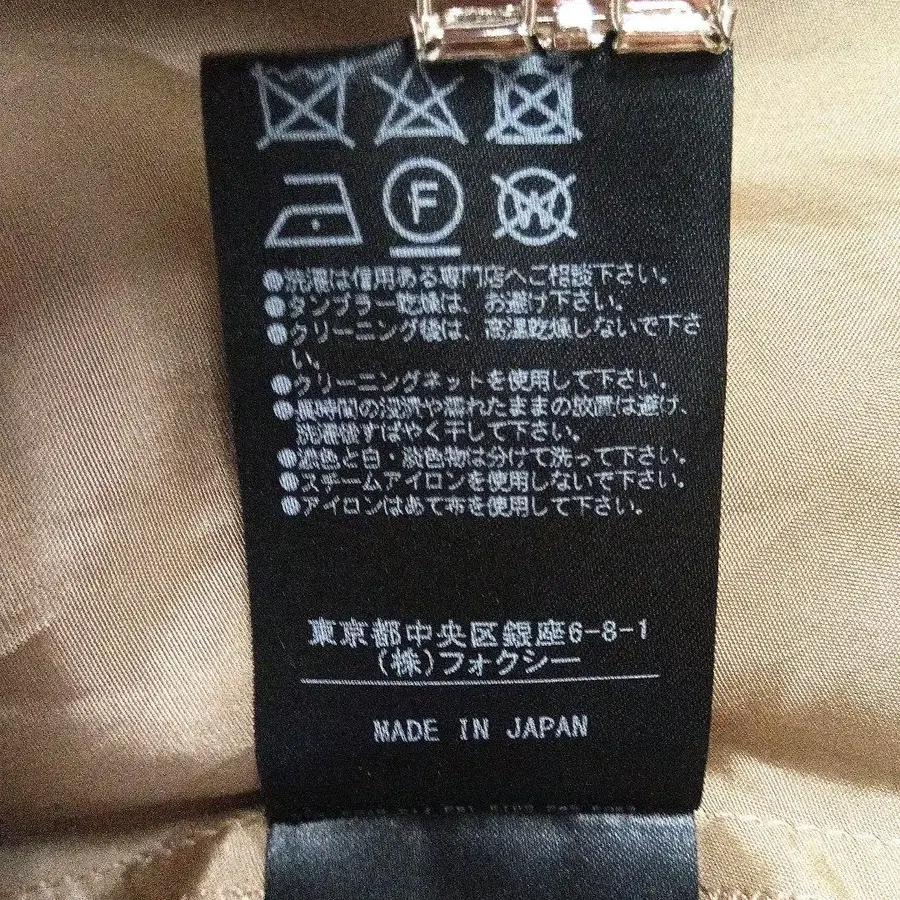 F
W
●洗濯は信用ある専門店へご相談下さい。
●タンブラー乾燥は、お避け下さい。
●クリーニング後は、高温乾燥しないで下さ
い。
●クリーニングネットを使用して下さい。
●長時間の浸漬や濡れたままの放置は避け、
洗濯後すばやく干して下さい。
●濃色と白・淡色物は分けて洗って下さい。
●スチームアイロンを使用しないで下さい。
●アイロンはあて布を使用して下さい。
東京都中央区銀座6-8-1
(株)フォクシー
MADE IN JAPAN